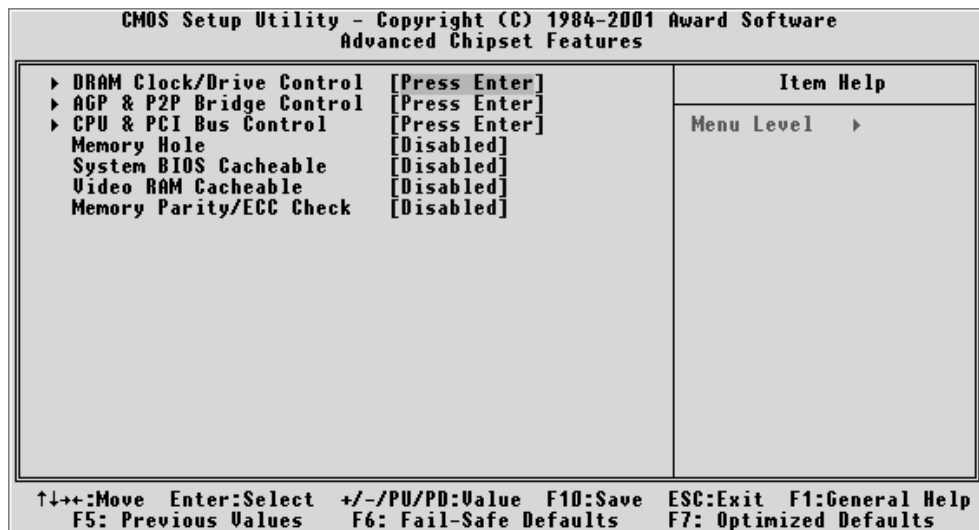 CMOS Setup Utility - Copyright (C) 1984-2001 Award Software
Advanced Chipset Features
▸ DRAM Clock/Drive Control [Press Enter]
▸ AGP & P2P Bridge Control [Press Enter]
▸ CPU & PCI Bus Control [Press Enter]
Memory Hole [Disabled]
System BIOS Cacheable [Disabled]
Video RAM Cacheable [Disabled]
Memory Parity/ECC Check [Disabled]
Item Help
Menu Level ▸
↑↓→←:Move Enter:Select +/-/PU/PD:Value F10:Save ESC:Exit F1:General Help
F5: Previous Values F6: Fail-Safe Defaults F7: Optimized Defaults